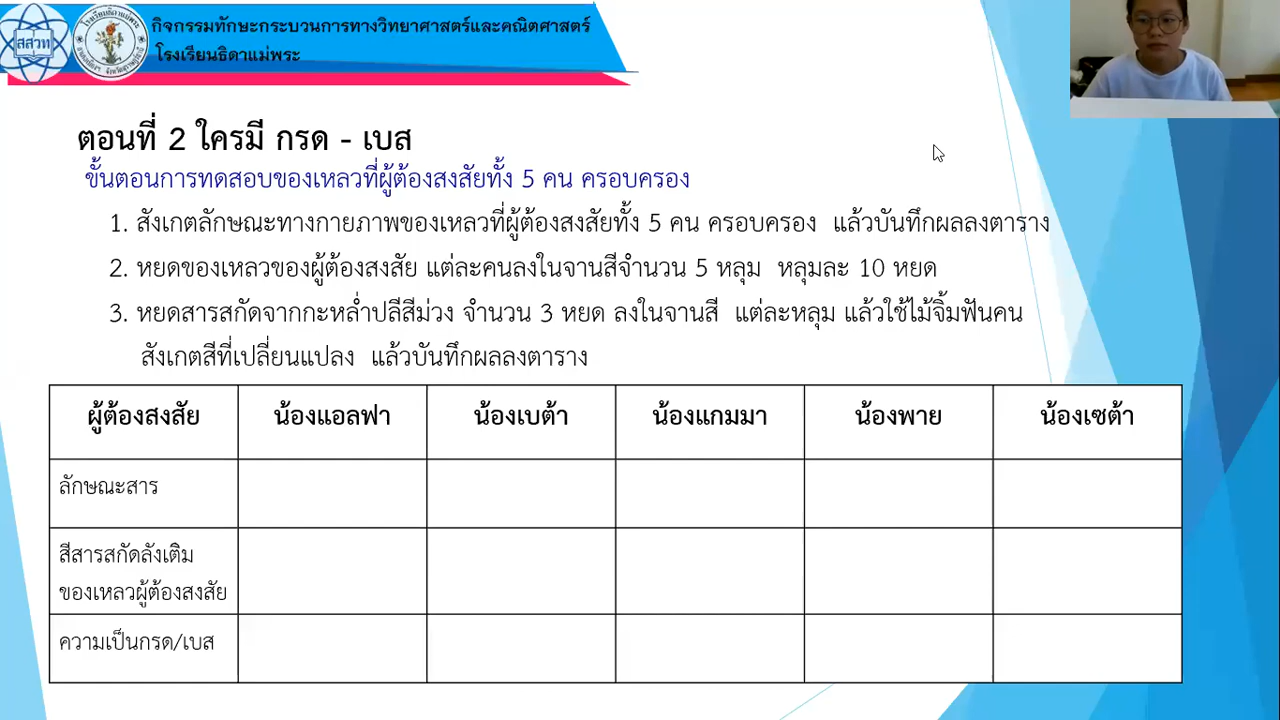 สสวท
กิจกรรมทักษะกระบวนการทางวิทยาศาสตร์และคณิตศาสตร์
โรงเรียนธิดาแม่พระ
ตอนที่ 2 ใครมี กรด - เบส
ขั้นตอนการทดสอบของเหลวที่ผู้ต้องสงสัยทั้ง 5 คน ครอบครอง
1. สังเกตลักษณะทางกายภาพของเหลวที่ผู้ต้องสงสัยทั้ง 5 คน ครอบครอง แล้วบันทึกผลลงตาราง
2. หยดของเหลวของผู้ต้องสงสัย แต่ละคนลงในจานสีจำนวน 5 หลุม หลุมละ 10 หยด
3. หยดสารสกัดจากกะหล่ำปลีสีม่วง จำนวน 3 หยด ลงในจานสี แต่ละหลุม แล้วใช้ไม้จิ้มฟันคน
สังเกตสีที่เปลี่ยนแปลง แล้วบันทึกผลลงตาราง
ผู้ต้องสงสัย น้องแอลฟา น้องเบต้า น้องแกมมา น้องพาย น้องเซต้า
ลักษณะสาร
สีสารสกัดลังเติม
ของเหลวผู้ต้องสงสัย
ความเป็นกรด/เบส